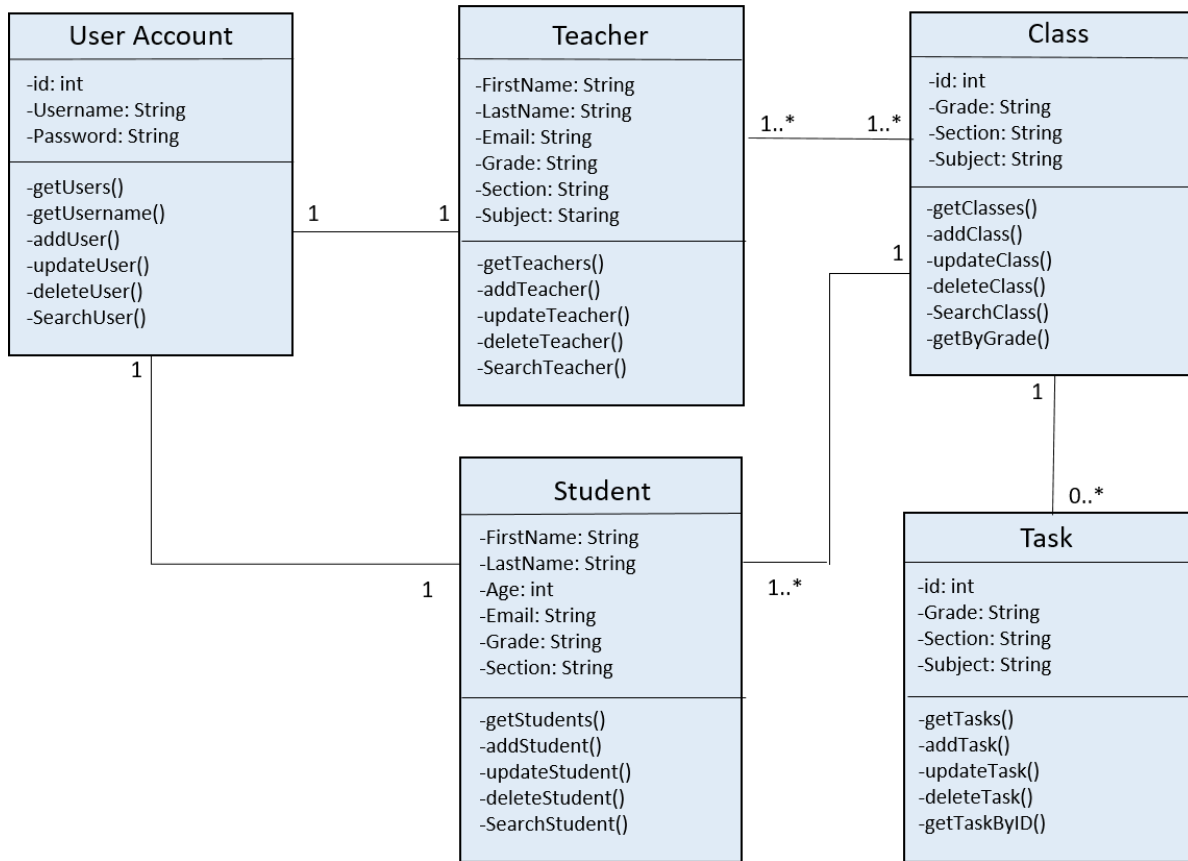 User Account
-id: int
-Username: String
-Password: String
-getUsers()
-getUsername()
-addUser()
-updateUser()
-deleteUser()
-SearchUser()
1
1
1
1
Teacher
-FirstName: String
-LastName: String
-Email: String
-Grade: String
-Section: String
-Subject: Staring
-getTeachers()
-addTeacher()
-updateTeacher()
-deleteTeacher()
-SearchTeacher()
1..*
1..*
Class
-id: int
-Grade: String
-Section: String
-Subject: String
-getClasses()
-addClass()
-updateClass()
-deleteClass()
-SearchClass()
-getByGrade()
1
1
Student
-FirstName: String
-LastName: String
-Age: int
-Email: String
-Grade: String
-Section: String
-getStudents()
-addStudent()
-updateStudent()
-deleteStudent()
-SearchStudent()
1..*
0..*
Task
-id: int
-Grade: String
-Section: String
-Subject: String
-getTasks()
-addTask()
-updateTask()
-deleteTask()
-getTaskByID()